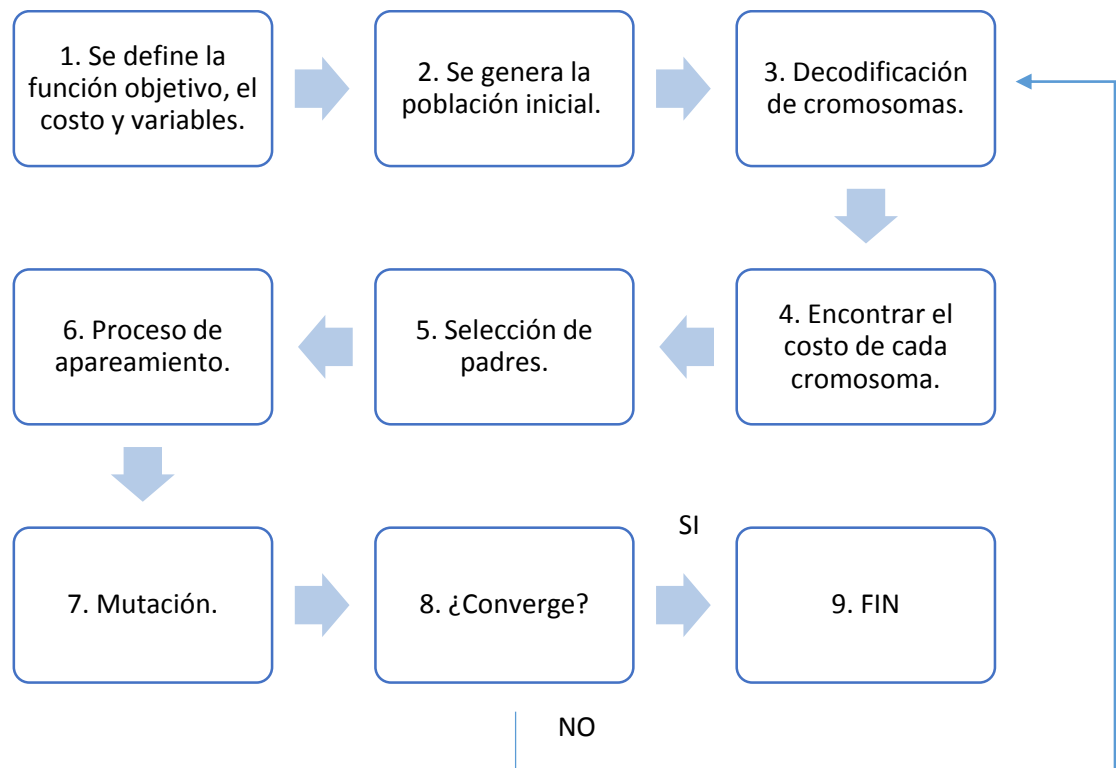 1. Se define la
función objetivo, el
costo y variables.
2. Se genera la
población inicial.
3. Decodificación
de cromosomas.
4. Encontrar el
costo de cada
cromosoma.
5. Selección de
padres.
6. Proceso de
apareamiento.
7. Mutación.
8. ¿Converge?
SI
9. FIN
NO